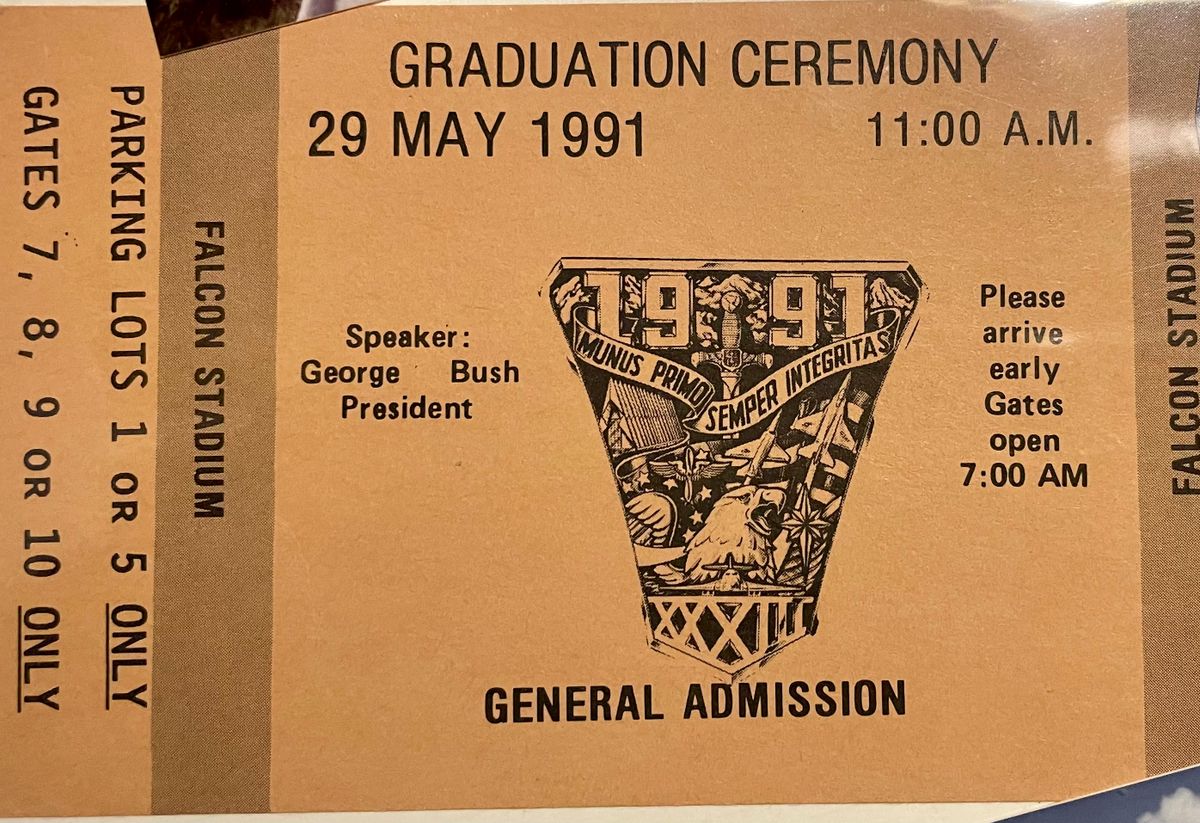 GRADUATION CEREMONY
29 MAY 1991 11:00 A.M.
PARKING LOTS 1 OR 5 ONLY
GATES 7, 8, 9 OR 10 ONLY
FALCON STADIUM
Speaker:
George Bush
President
1991
MUNUS PRIMO SEMPER INTEGRITAS
XXXIII
Please
arrive
early
Gates
open
7:00 AM
GENERAL ADMISSION
FALCON STADIUM